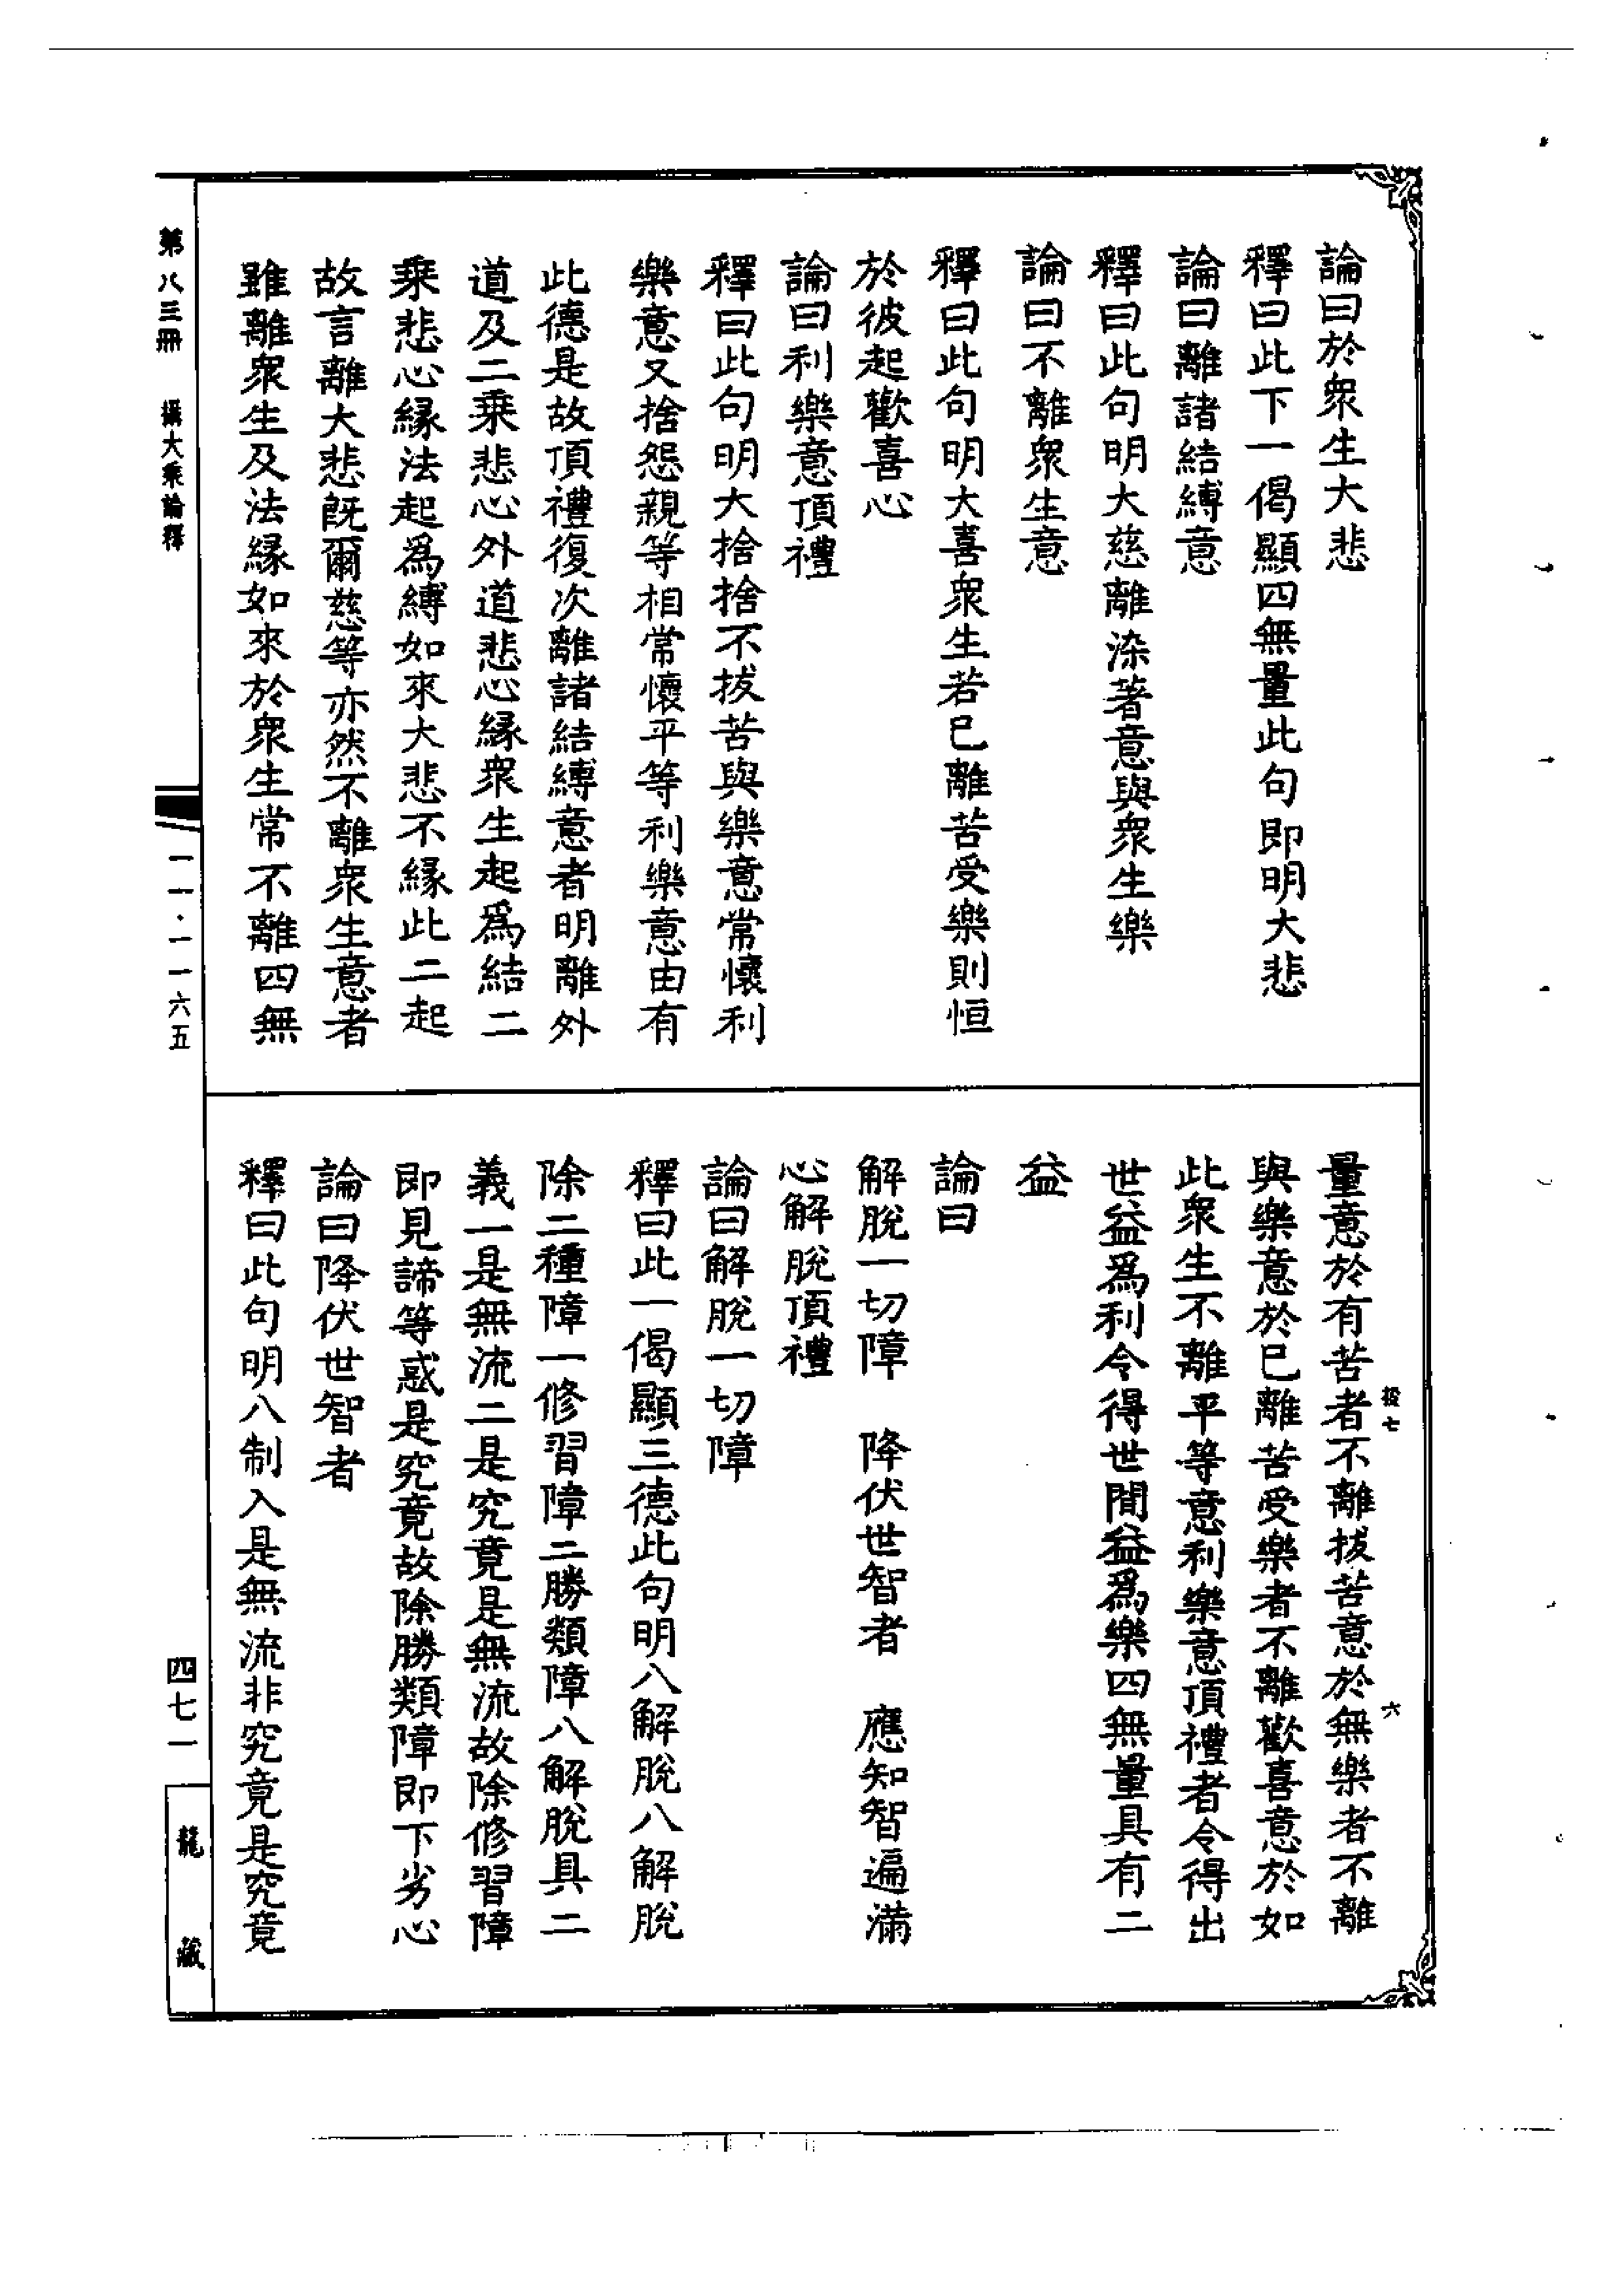 論曰於衆生大悲
釋曰此下一偈顯四無量此句即明大悲
論曰離諸結縛意
釋曰此句明大慈離染著意與衆生樂
論曰不離衆生意
釋曰此句明大喜衆生若已離苦受樂則恒
於彼起歡喜心
論曰利樂意頂禮
釋曰此句明大捨捨不拔苦與樂意常懷利
樂意又捨怨親等相常懷平等利樂意由有
此德是故頂禮復次離諸結縛意者明離外
道及二乗悲心外道悲心緣衆生起爲結二
乗悲心緣法起爲縛如來大悲不緣此二起
故言離大悲旣爾慈等亦然不離衆生意者
雖離衆生及法緣如來於衆生常不離四無
量意於有苦者不離拔苦意於無樂者不離
與樂意於已離苦受樂者不離歡喜意於如
此衆生不離平等意利樂意頂禮者令得出
世益爲利令得世間益爲樂四無量具有二
益
論曰
解脫一切障　降伏世智者　應知智遍滿
心解脫頂禮
論曰解脫一切障
釋曰此一偈顯三德此句明八解脫八解脫
除二種障一修習障二勝類障八解脫具二
義一是無流二是究竟是無流故除修習障
即見諦等惑是究竟故除勝類障即下劣心
論曰降伏世智者
釋曰此句明八制入是無流非究竟是究竟
第八三冊　攝大乗論釋
一一·一一六五
四七一
龍藏
投七
六